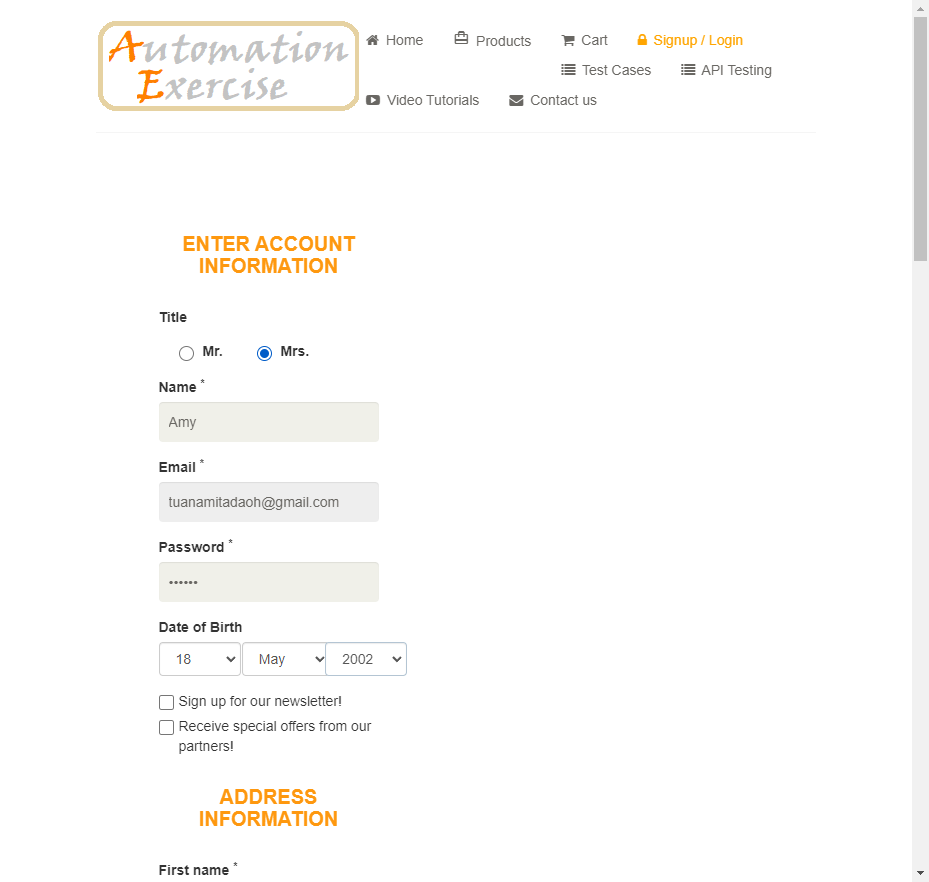 Automation
Exercise
Home
Products
Cart
Signup / Login
Test Cases
API Testing
Video Tutorials
Contact us
ENTER ACCOUNT
INFORMATION
Title
Mr.
Mrs.
Name *
Amy
Email *
tuanamitadaoh@gmail.com
Password *
••••••
Date of Birth
18 May 2002
Sign up for our newsletter!
Receive special offers from our
partners!
ADDRESS
INFORMATION
First name *